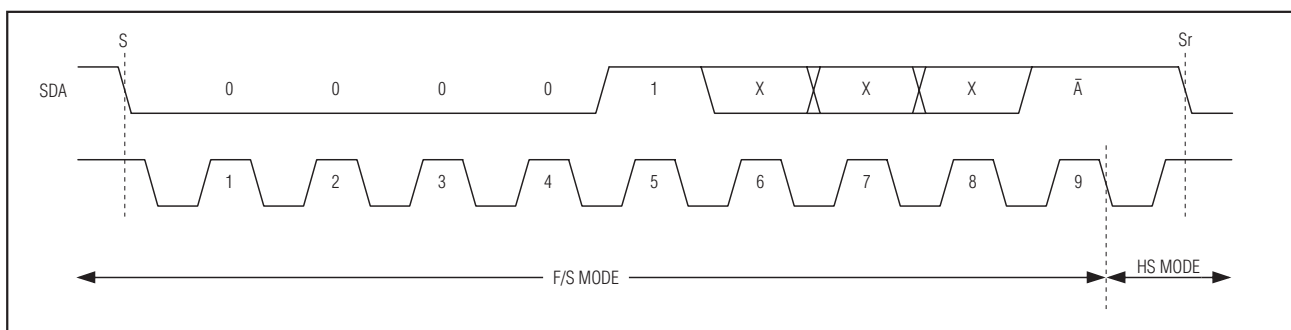 S Sr
SDA 0 0 0 0 1 X X X Ā
1 2 3 4 5 6 7 8 9
F/S MODE HS MODE